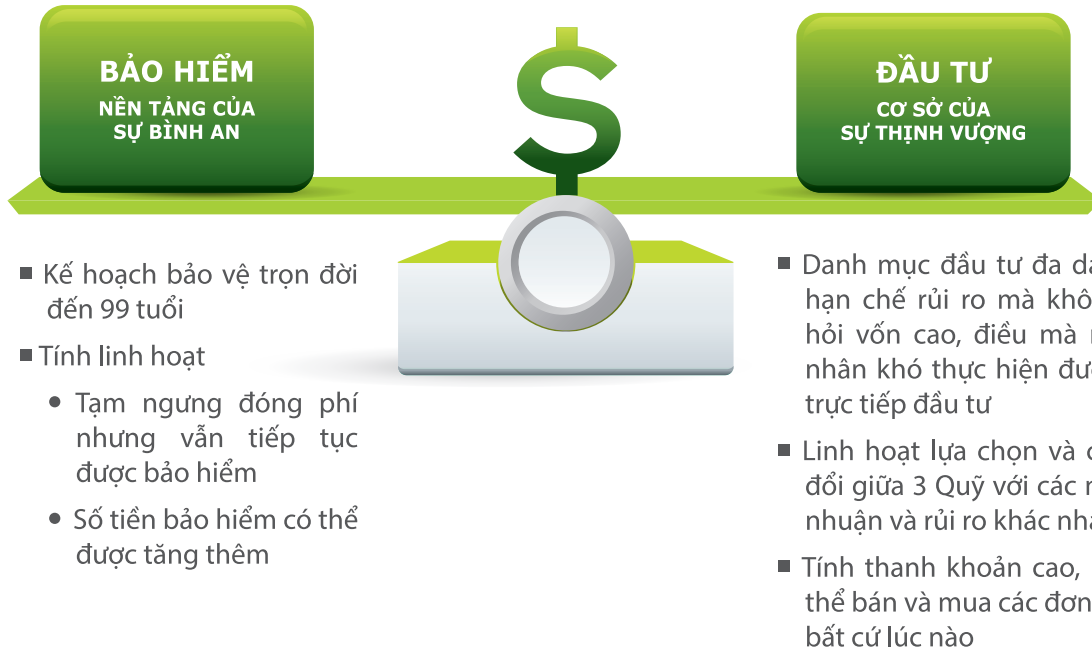 BẢO HIỂM
NỀN TẢNG CỦA
SỰ BÌNH AN
$
ĐẦU TƯ
CƠ SỞ CỦA
SỰ THỊNH VƯỢNG
Kế hoạch bảo vệ trọn đời
đến 99 tuổi
Tính linh hoạt
Tạm ngưng đóng phí
nhưng vẫn tiếp tục
được bảo hiểm
Số tiền bảo hiểm có thể
được tăng thêm
Danh mục đầu tư đa
hạn chế rủi ro mà
hỏi vốn cao, điều mà
nhân khó thực hiện
trực tiếp đầu tư
Linh hoạt lựa chọn và
đổi giữa 3 Quỹ với các
nhuận và rủi ro khác
Tính thanh khoản cao,
thể bán và mua các đơn
bất cứ lúc nào